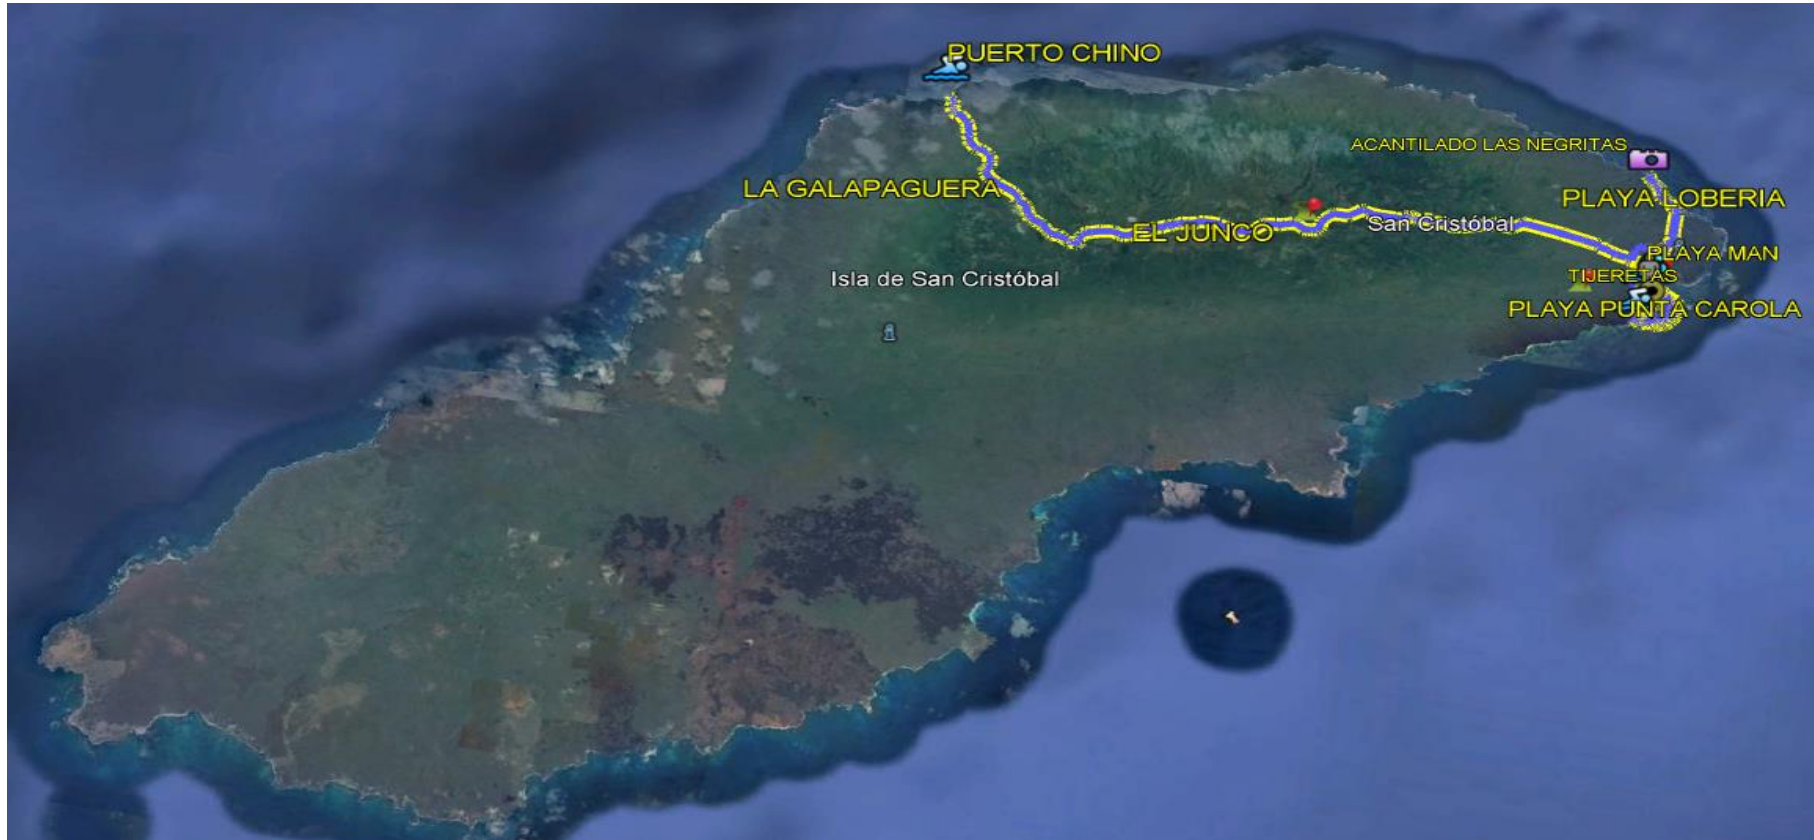 PUERTO CHINO
ACANTILADO LAS NEGRITAS
LA GALAPAGUERA
PLAYA LOBERIA
EL JUNCO
San Cristóbal
PLAYA MAN
Isla de San Cristóbal
TIJERETAS
PLAYA PUNTA CAROLA